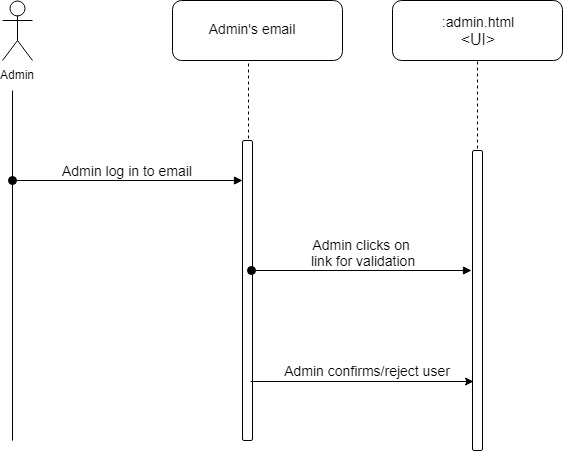 Admin's email
:admin.html
<UI>
Admin
Admin log in to email
Admin clicks on
link for validation
Admin confirms/reject user